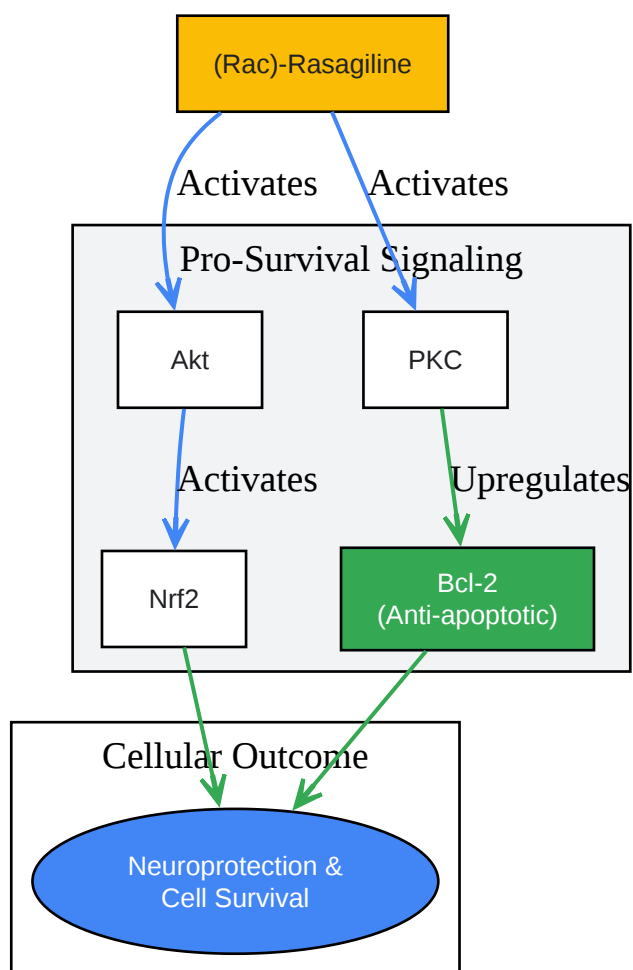 (Rac)-Rasagiline
Activates
Activates
Pro-Survival Signaling
Akt
PKC
Activates
Upregulates
Nrf2
Bcl-2
(Anti-apoptotic)
Cellular Outcome
Neuroprotection &
Cell Survival